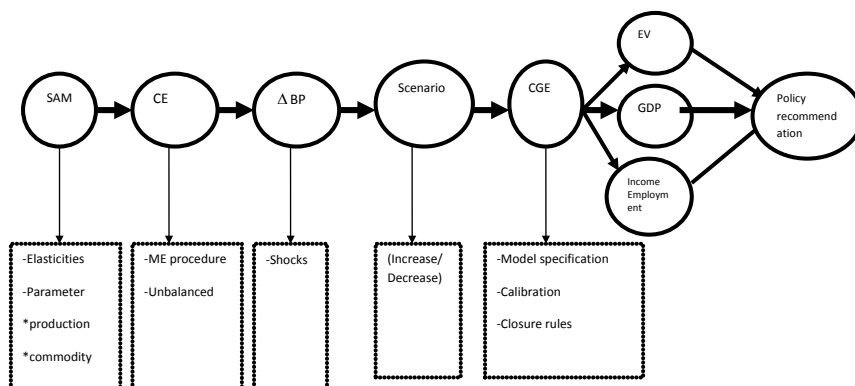 SAM
CE
Δ BP
Scenario
CGE
EV
GDP
Income
Employm
ent
Policy
recommend
ation
-Elasticities
-Parameter
*production
*commodity
-ME procedure
-Unbalanced
-Shocks
(Increase/
Decrease)
-Model specification
-Calibration
-Closure rules